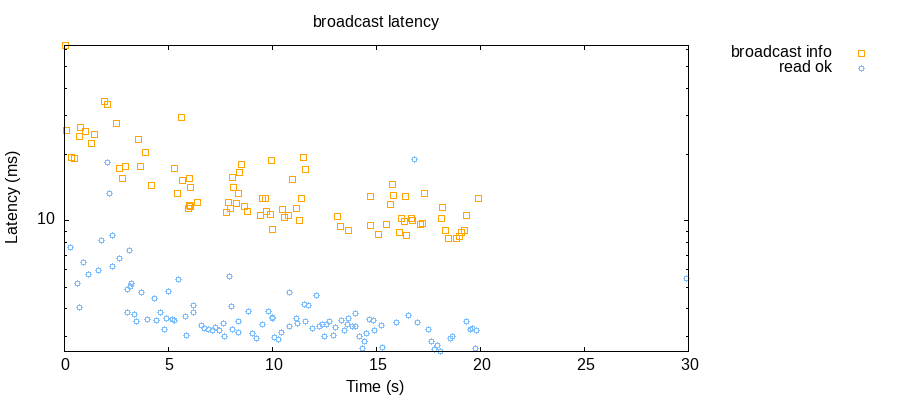 broadcast latency
broadcast info
read ok
Latency (ms)
10
0 5 10 15 20 25 30
Time (s)